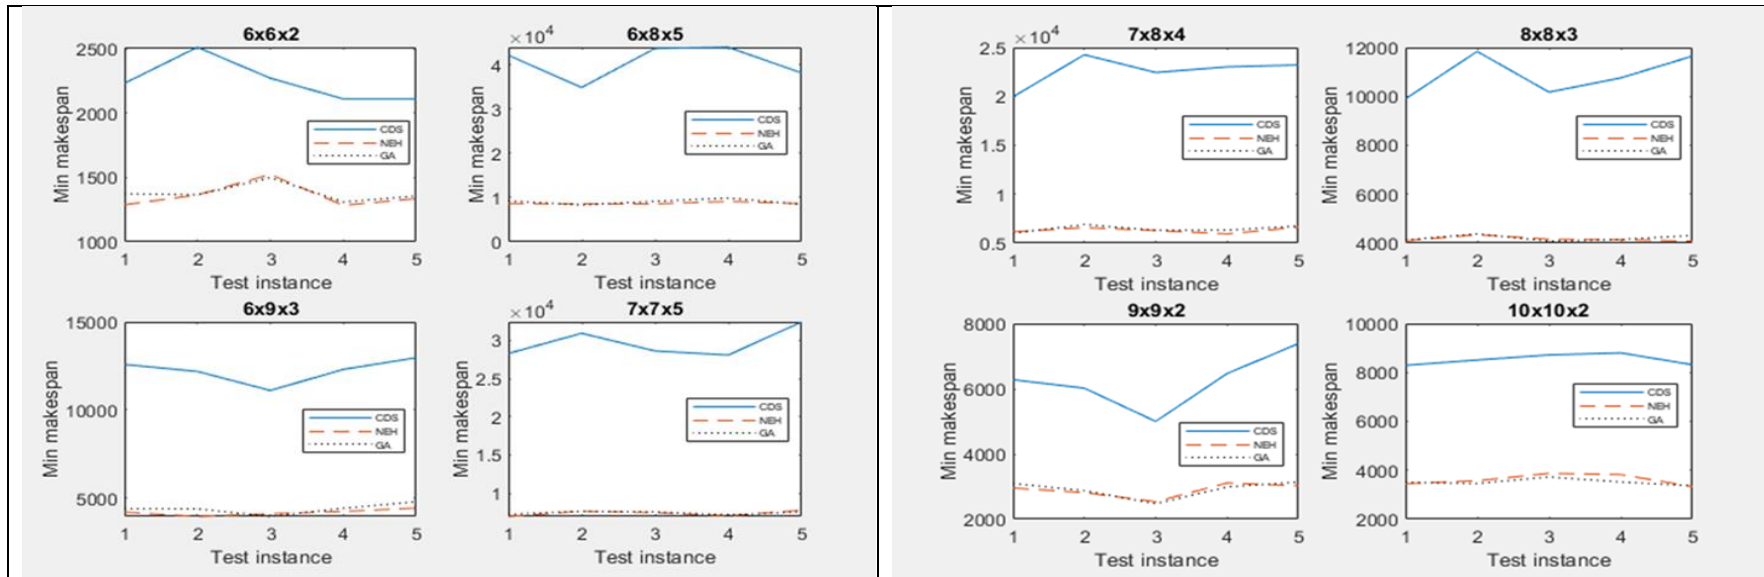 6x6x2
2500
2000
1500
1000
Min makespan
CDS
NEH
GA
1 2 3 4 5
Test instance
×10⁴
6x8x5
4
3
2
1
0
Min makespan
CDS
NEH
GA
1 2 3 4 5
Test instance
6x9x3
15000
10000
5000
Min makespan
CDS
NEH
GA
1 2 3 4 5
Test instance
×10⁴
7x7x5
3
2.5
2
1.5
1
Min makespan
CDS
NEH
GA
1 2 3 4 5
Test instance
×10⁴
7x8x4
2.5
2
1.5
1
0.5
Min makespan
CDS
NEH
GA
1 2 3 4 5
Test instance
8x8x3
12000
10000
8000
6000
4000
Min makespan
CDS
NEH
GA
1 2 3 4 5
Test instance
9x9x2
8000
6000
4000
2000
Min makespan
CDS
NEH
GA
1 2 3 4 5
Test instance
10x10x2
10000
8000
6000
4000
2000
Min makespan
CDS
NEH
GA
1 2 3 4 5
Test instance